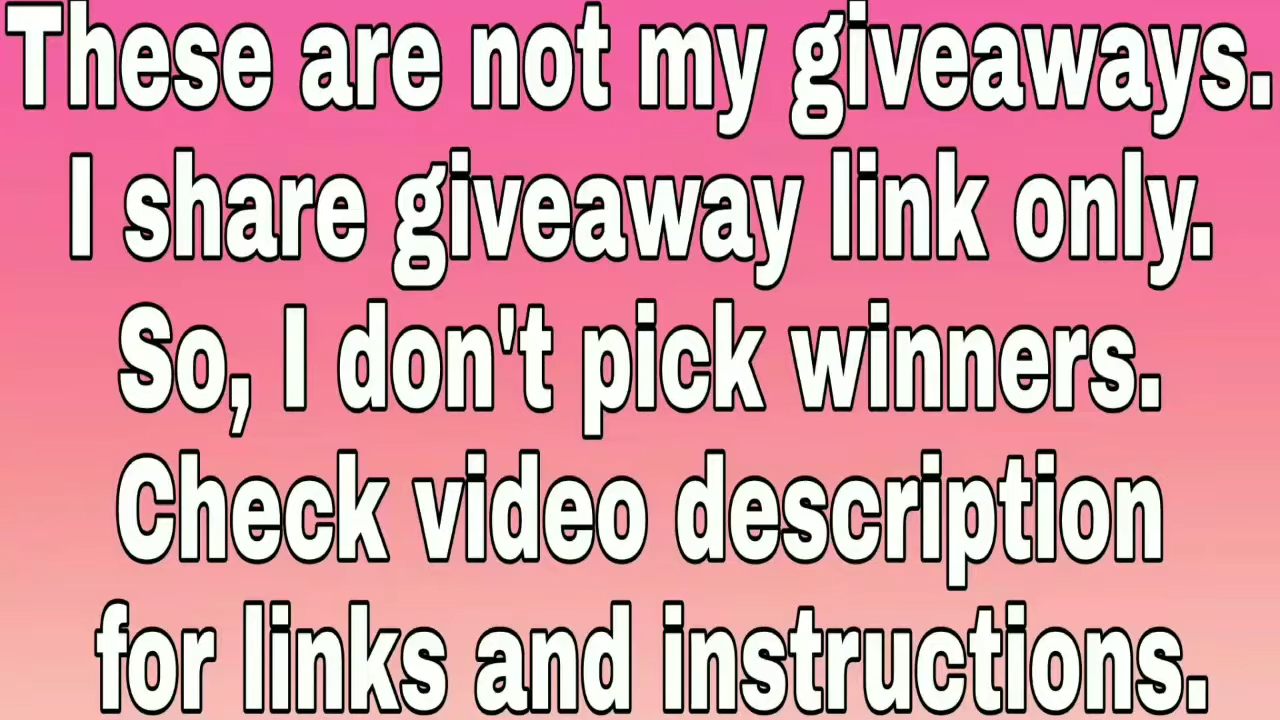 These are not my giveaways.
I share giveaway link only.
So, I don't pick winners.
Check video description
for links and instructions.